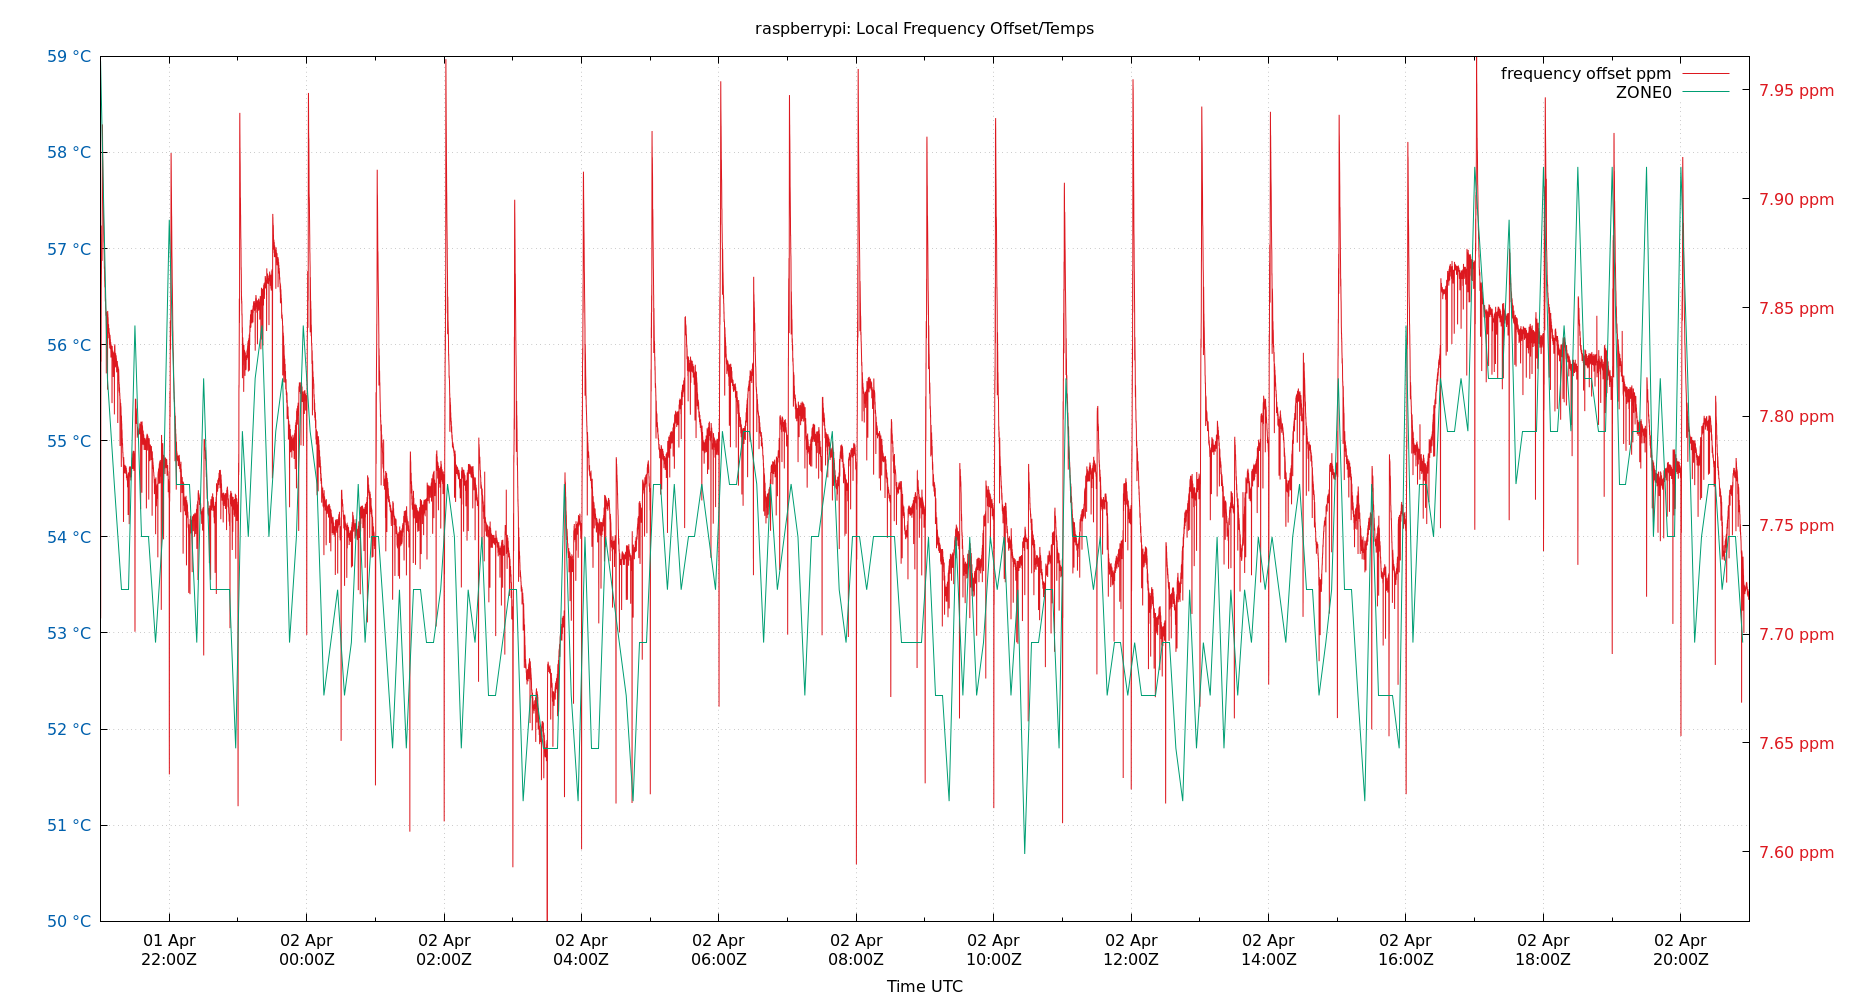 raspberrypi: Local Frequency Offset/Temps
59 °C
58 °C
57 °C
56 °C
55 °C
54 °C
53 °C
52 °C
51 °C
50 °C
frequency offset ppm
ZONE0
7.95 ppm
7.90 ppm
7.85 ppm
7.80 ppm
7.75 ppm
7.70 ppm
7.65 ppm
7.60 ppm
01 Apr
22:00Z
02 Apr
00:00Z
02 Apr
02:00Z
02 Apr
04:00Z
02 Apr
06:00Z
02 Apr
08:00Z
02 Apr
10:00Z
02 Apr
12:00Z
02 Apr
14:00Z
02 Apr
16:00Z
02 Apr
18:00Z
02 Apr
20:00Z
Time UTC